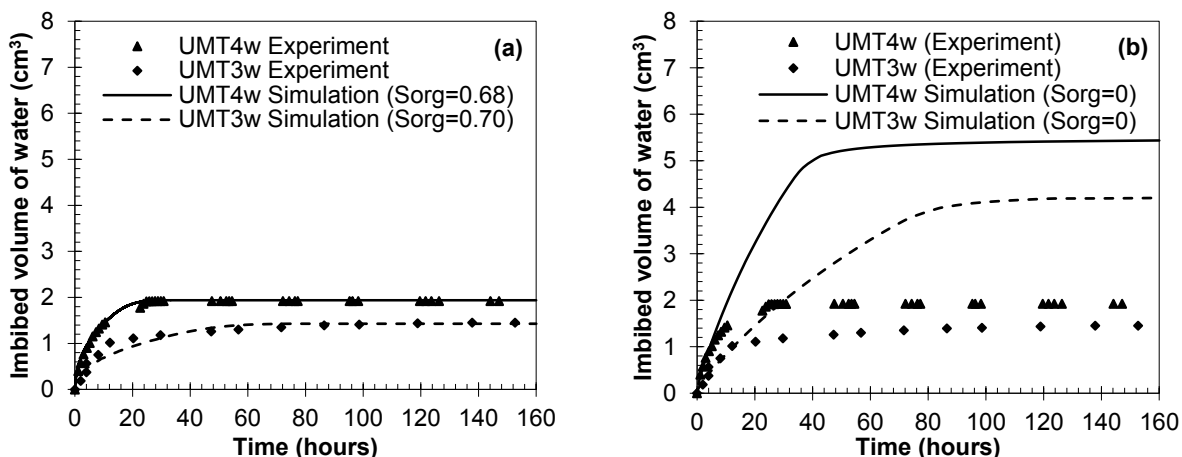 Imbibed volume of water (cm³)
8
7
6
5
4
3
2
1
0
UMT4w Experiment
UMT3w Experiment
UMT4w Simulation (Sorg=0.68)
UMT3w Simulation (Sorg=0.70)
(a)
0 20 40 60 80 100 120 140 160
Time (hours)
Imbibed volume of water (cm³)
8
7
6
5
4
3
2
1
0
UMT4w (Experiment)
UMT3w (Experiment)
UMT4w Simulation (Sorg=0)
UMT3w Simulation (Sorg=0)
(b)
0 20 40 60 80 100 120 140 160
Time (hours)